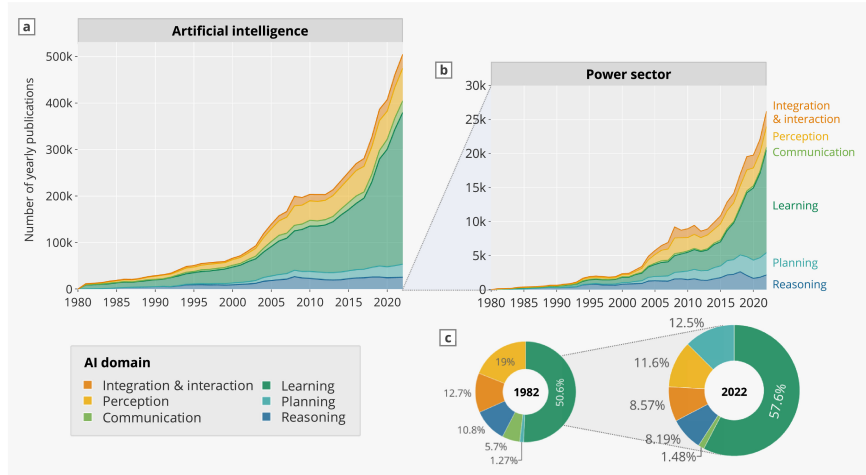 a
Artificial intelligence
500k
400k
300k
200k
100k
0
Number of yearly publications
1980 1985 1990 1995 2000 2005 2010 2015 2020
b
Power sector
30k
25k
20k
15k
10k
5k
0
1980 1985 1990 1995 2000 2005 2010 2015 2020
Integration
& interaction
Perception
Communication
Learning
Planning
Reasoning
AI domain
Integration & interaction
Perception
Communication
Learning
Planning
Reasoning
c
19%
12.7%
10.8%
5.7%
1.27%
50.6%
1982
12.5%
11.6%
8.57%
8.19%
1.48%
57.6%
2022